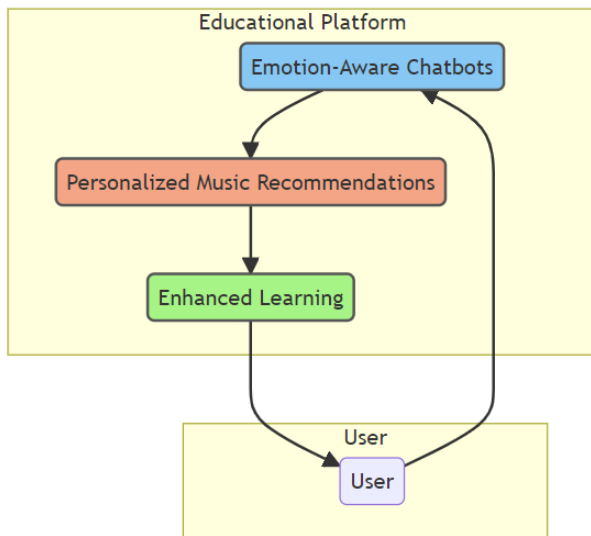 Educational Platform
Emotion-Aware Chatbots
Personalized Music Recommendations
Enhanced Learning
User
User